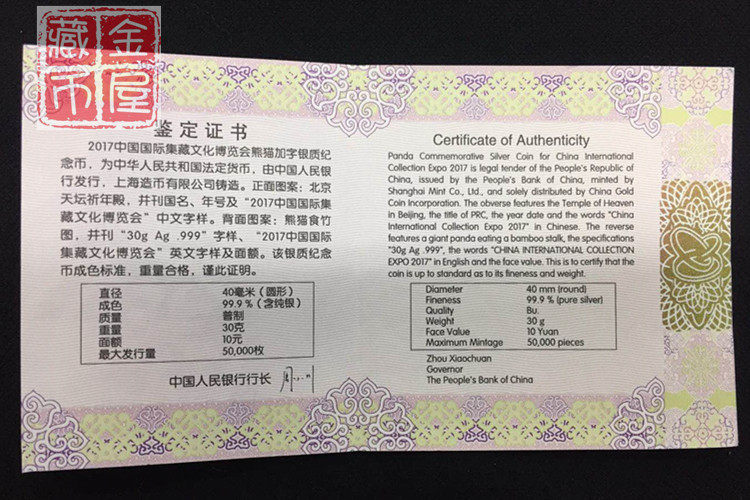 金屋
藏币
鉴定证书
2017中国国际集藏文化博览会熊猫加字银质纪
念币，为中华人民共和国法定货币，由中国人民银
行发行，上海造币有限公司铸造。正面图案：北京
天坛祈年殿，并刊国名、年号及“2017中国国际集
藏文化博览会”中文字样。背面图案：熊猫食竹
图，并刊“30g Ag .999”字样、“2017中国国际
集藏文化博览会”英文字样及面额。该银质纪念
币成色标准，重量合格，谨此证明。
直径 40毫米（圆形）
成色 99.9％（含纯银）
质量 普制
重量 30克
面额 10元
最大发行量 50,000枚
中国人民银行行长
Certificate of Authenticity
Panda Commemorative Silver Coin for China International
Collection Expo 2017 is legal tender of the People's Republic of
China, issued by the People's Bank of China, minted by
Shanghai Mint Co., Ltd., and solely distributed by China Gold
Coin Incorporation. The obverse features the Temple of Heaven
in Beijing, the title of PRC, the year date and the words "China
International Collection Expo 2017" in Chinese. The reverse
features a giant panda eating a bamboo stalk, the specifications
"30g Ag .999", the words "CHINA INTERNATIONAL COLLECTION
EXPO 2017" in English and the face value. This is to certify that the
coin is up to standard as to its fineness and weight.
Diameter 40 mm (round)
Fineness 99.9 % (pure silver)
Quality Bu.
Weight 30 g
Face Value 10 Yuan
Maximum Mintage 50,000 pieces
Zhou Xiaochuan
Governor
The People's Bank of China